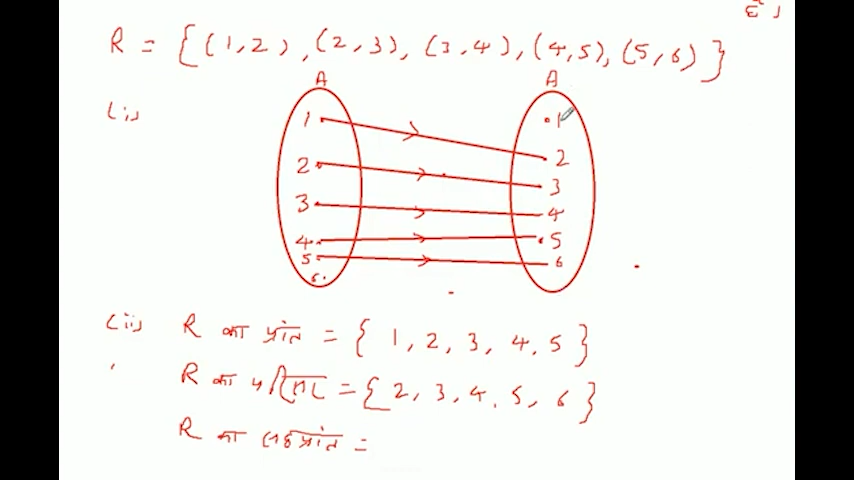 है।
R = {(1,2), (2,3), (3,4), (4,5), (5,6)}
A A
(i)
1 1
2 2
3 3
4 4
5 5
6 6
(ii) R का प्रांत = { 1, 2, 3, 4, 5 }
R का परिसर = { 2, 3, 4, 5, 6 }
R का सहप्रांत =